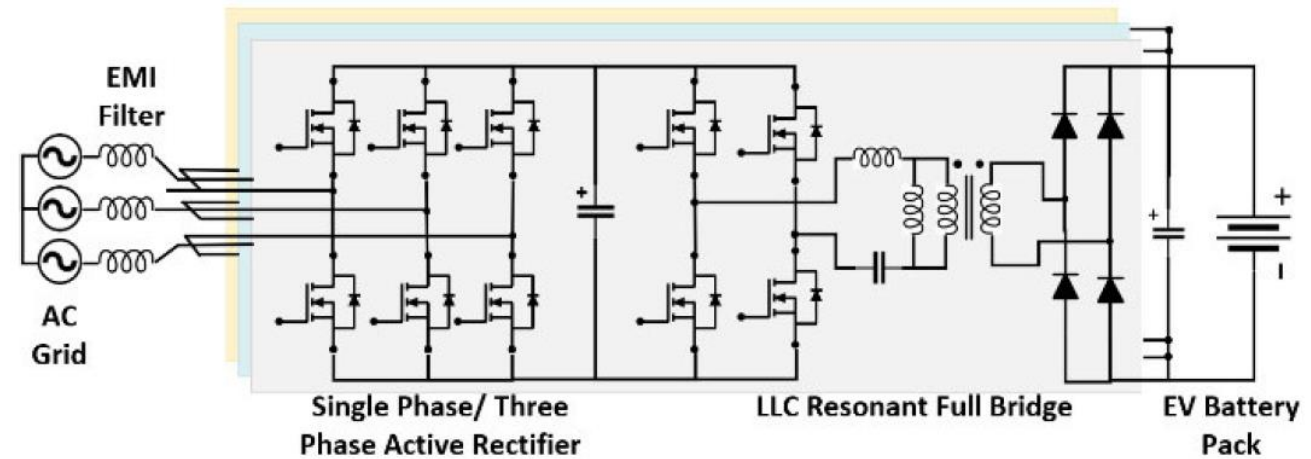 EMI
Filter
AC
Grid
+
+
+
−
Single Phase/ Three
Phase Active Rectifier
LLC Resonant Full Bridge
EV Battery
Pack